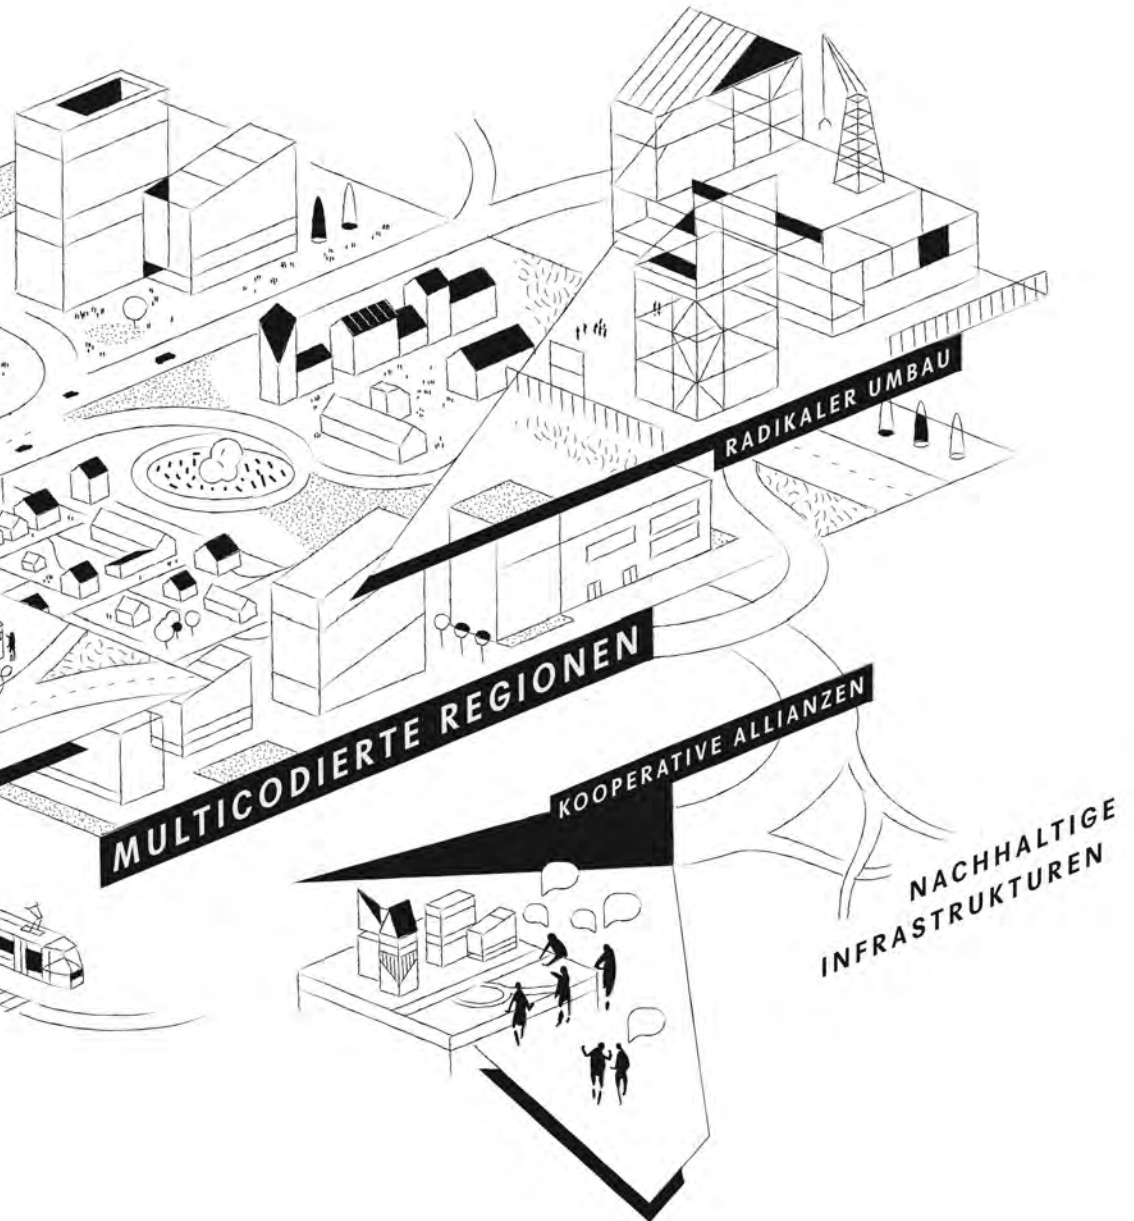 RADIKALER UMBAU
MULTICODIERTE REGIONEN
KOOPERATIVE ALLIANZEN
NACHHALTIGE
INFRASTRUKTUREN